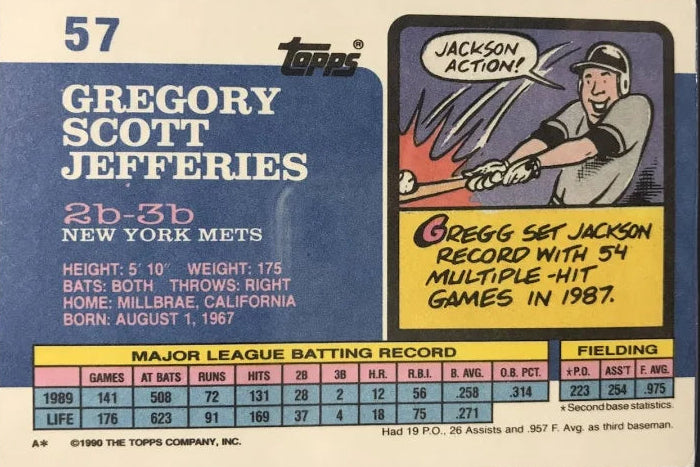 57
TOPPS®
GREGORY
SCOTT
JEFFERIES
2b-3b
NEW YORK METS
HEIGHT: 5' 10" WEIGHT: 175
BATS: BOTH THROWS: RIGHT
HOME: MILLBRAE, CALIFORNIA
BORN: AUGUST 1, 1967
JACKSON
ACTION!
GREGG SET JACKSON
RECORD WITH 54
MULTIPLE-HIT
GAMES IN 1987.
MAJOR LEAGUE BATTING RECORD
GAMES AT BATS RUNS HITS 2B 3B H.R. R.B.I. B. AVG. O.B. PCT.
1989 141 508 72 131 28 2 12 56 .258 .314
LIFE 176 623 91 169 37 4 18 75 .271
FIELDING
*P.O. ASS'T F. AVG.
223 254 .975
*Second base statistics.
Had 19 P.O., 26 Assists and .957 F. Avg. as third baseman.
A* ©1990 THE TOPPS COMPANY, INC.